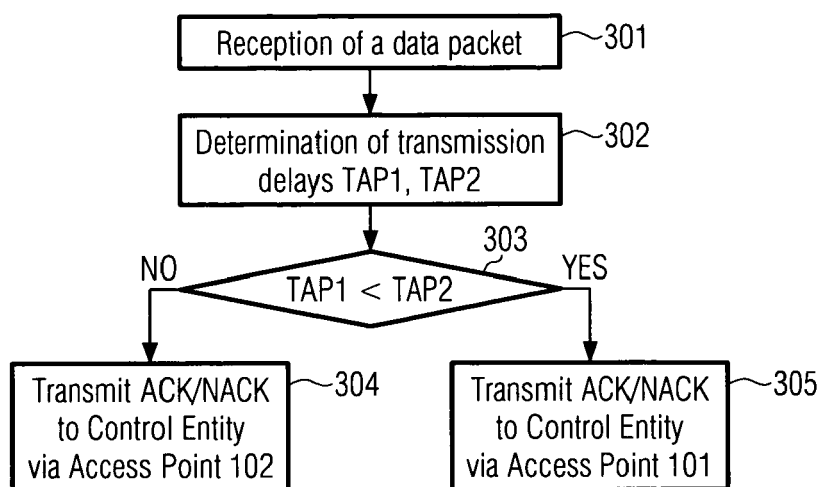 Reception of a data packet
301
Determination of transmission
delays TAP1, TAP2
302
303
TAP1 < TAP2
NO
YES
Transmit ACK/NACK
to Control Entity
via Access Point 102
304
Transmit ACK/NACK
to Control Entity
via Access Point 101
305